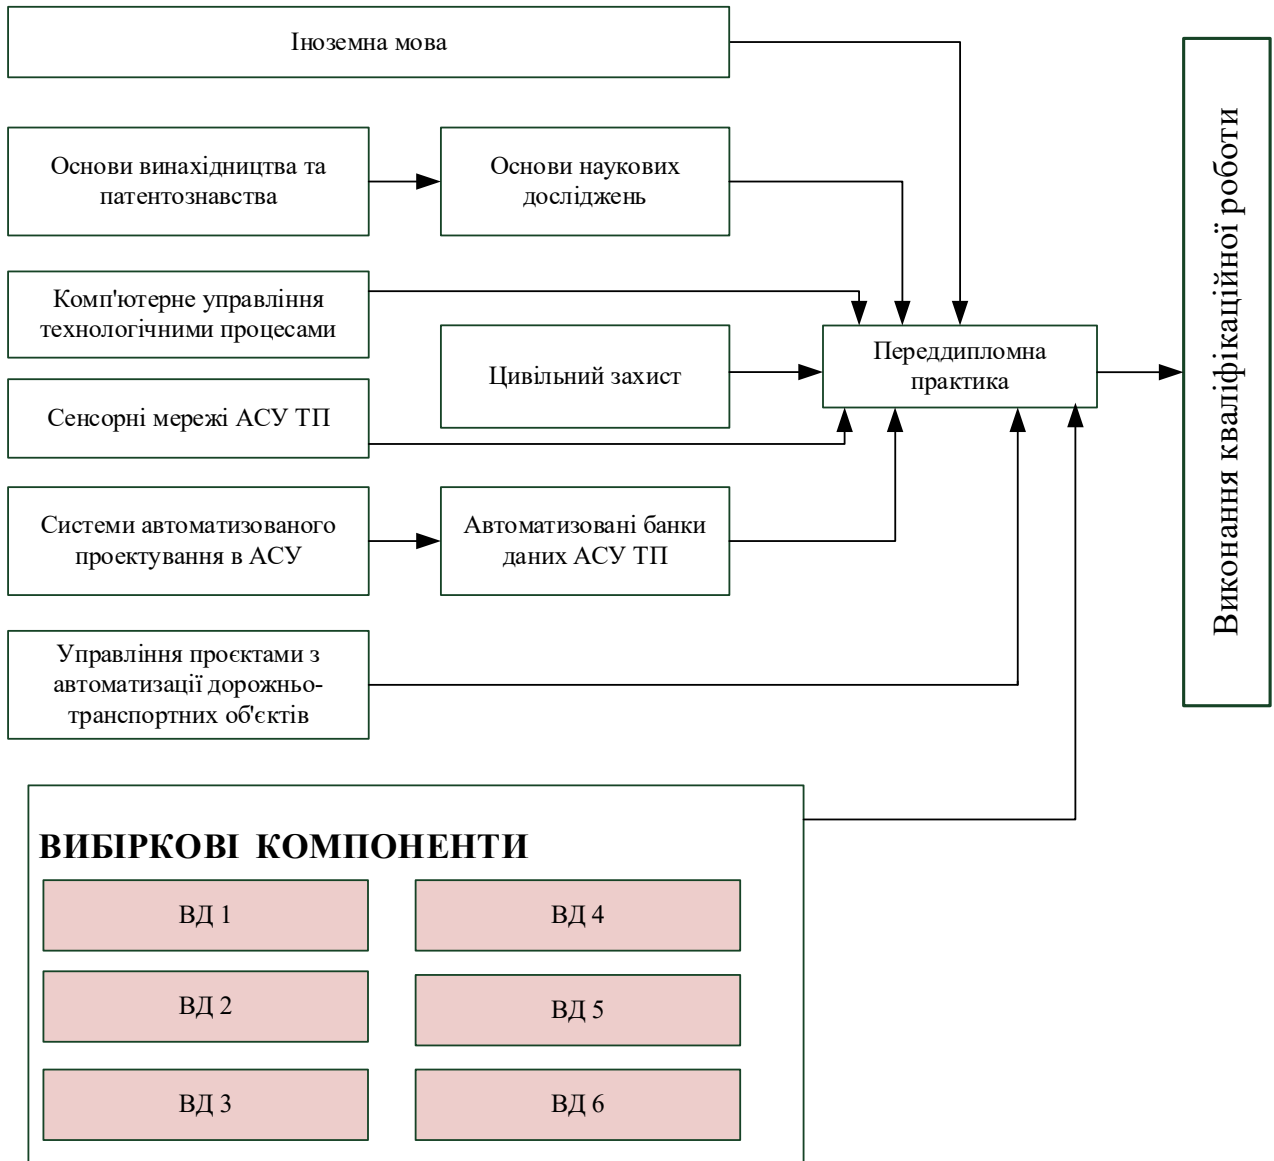 Іноземна мова
Основи винахідництва та
патентознавства
Основи наукових
досліджень
Комп'ютерне управління
технологічними процесами
Цивільний захист
Переддипломна
практика
Сенсорні мережі АСУ ТП
Системи автоматизованого
проектування в АСУ
Автоматизовані банки
даних АСУ ТП
Управління проєктами з
автоматизації дорожньо-
транспортних об'єктів
Виконання кваліфікаційної роботи
ВИБІРКОВІ КОМПОНЕНТИ
ВД 1
ВД 4
ВД 2
ВД 5
ВД 3
ВД 6